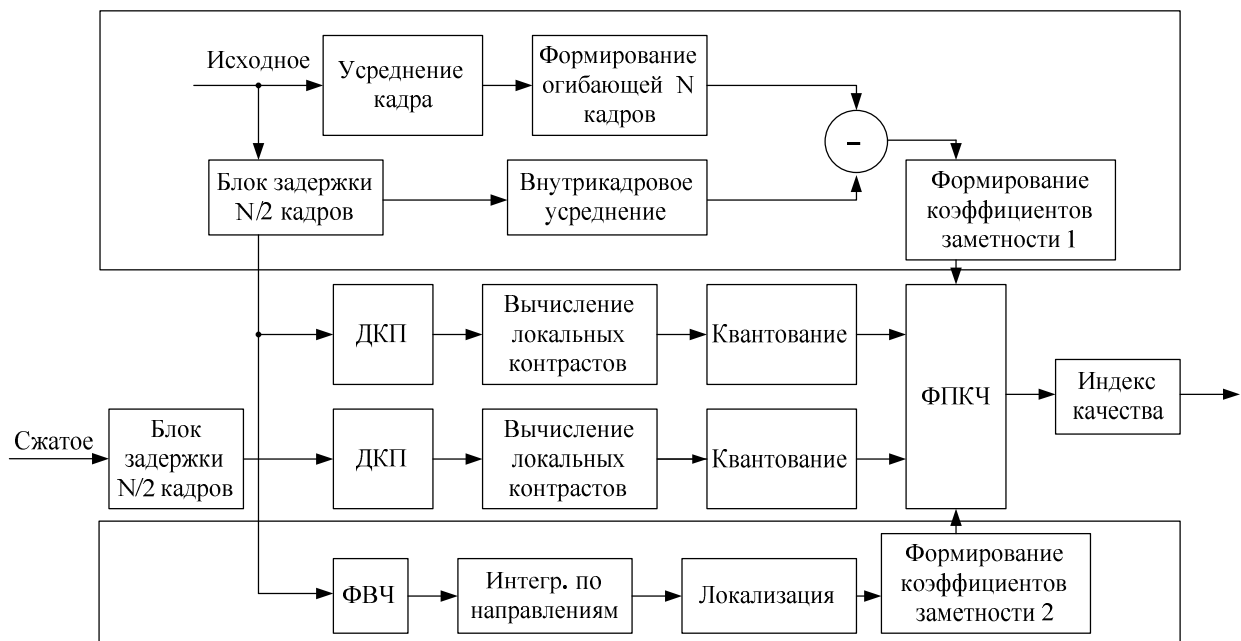 Исходное
Усреднение
кадра
Формирование
огибающей N
кадров
–
Блок задержки
N/2 кадров
Внутрикадровое
усреднение
Формирование
коэффициентов
заметности 1
ДКП
Вычисление
локальных
контрастов
Квантование
ФПКЧ
Индекс
качества
Сжатое
Блок
задержки
N/2 кадров
ДКП
Вычисление
локальных
контрастов
Квантование
ФВЧ
Интегр. по
направлениям
Локализация
Формирование
коэффициентов
заметности 2